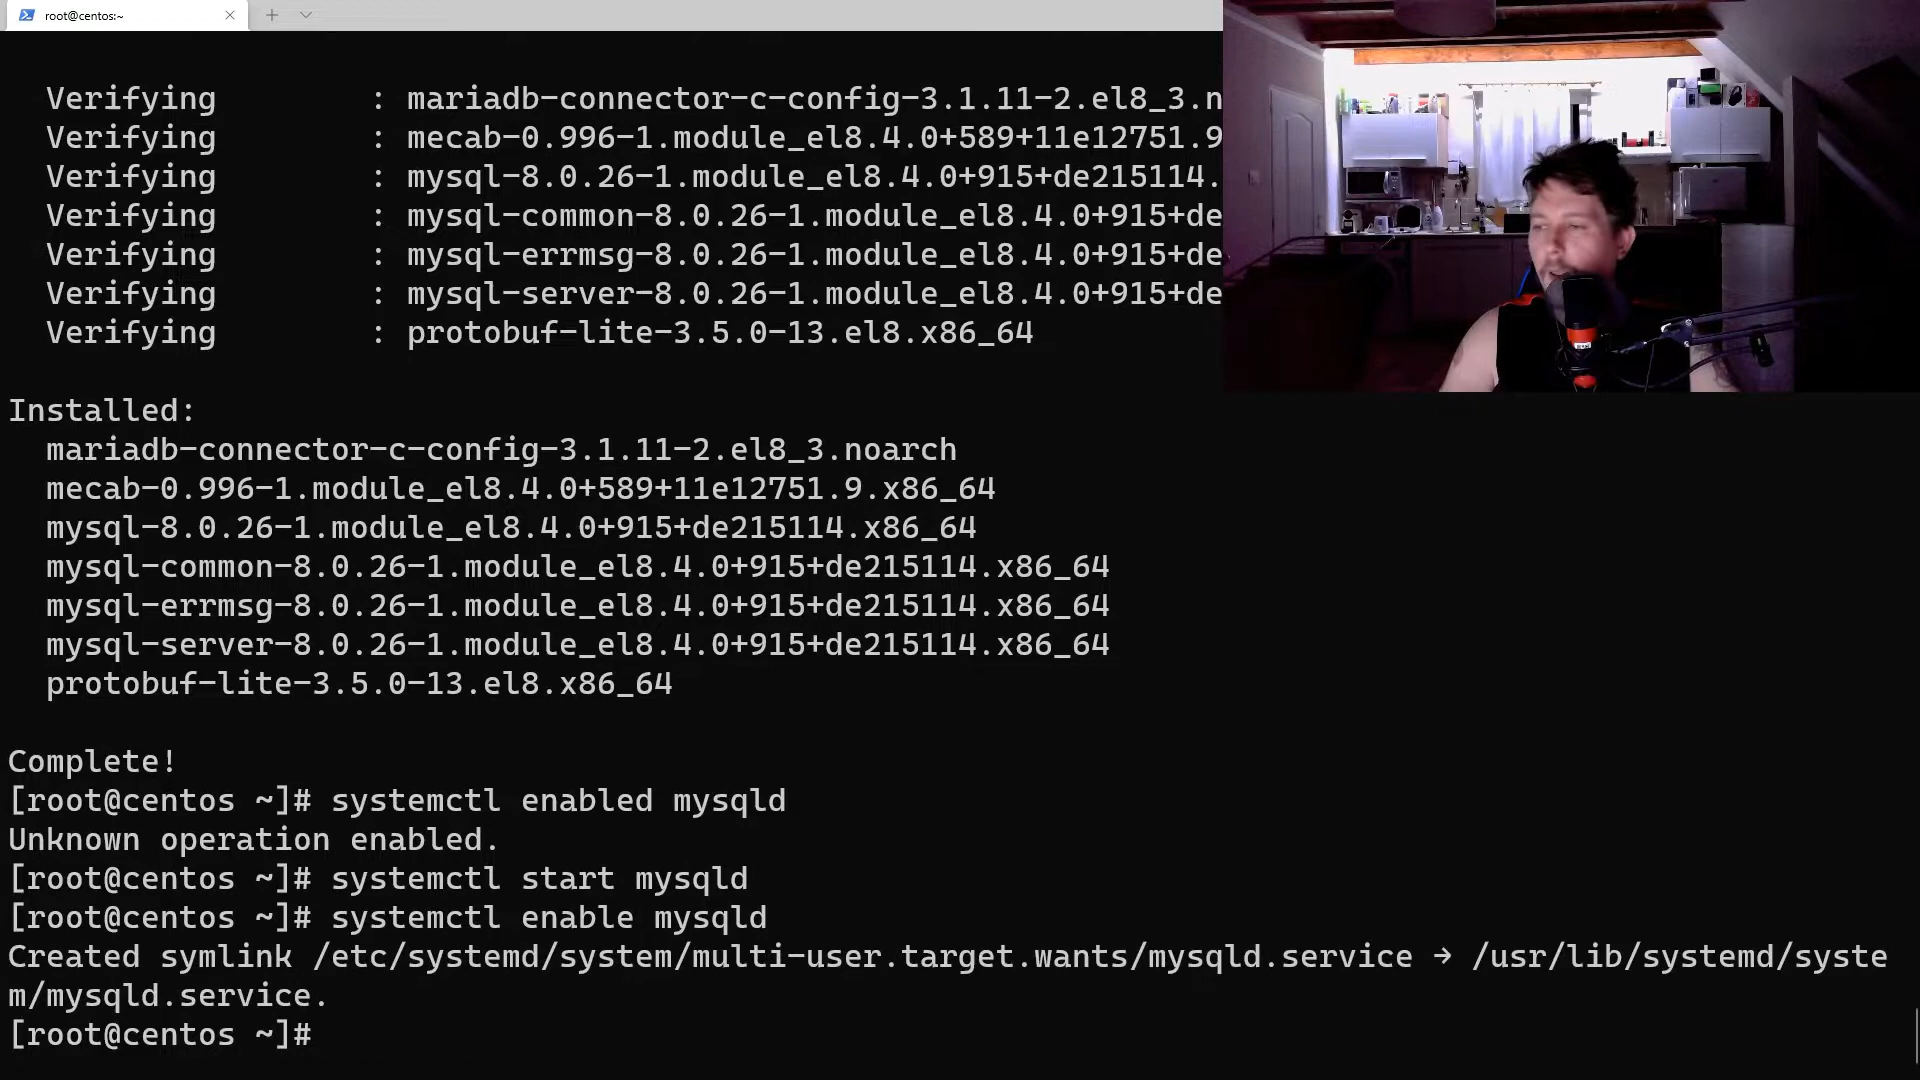 root@centos:~
Verifying : mariadb-connector-c-config-3.1.11-2.el8_3.n
Verifying : mecab-0.996-1.module_el8.4.0+589+11e12751.9
Verifying : mysql-8.0.26-1.module_el8.4.0+915+de215114.
Verifying : mysql-common-8.0.26-1.module_el8.4.0+915+de
Verifying : mysql-errmsg-8.0.26-1.module_el8.4.0+915+de
Verifying : mysql-server-8.0.26-1.module_el8.4.0+915+de
Verifying : protobuf-lite-3.5.0-13.el8.x86_64
Installed:
mariadb-connector-c-config-3.1.11-2.el8_3.noarch
mecab-0.996-1.module_el8.4.0+589+11e12751.9.x86_64
mysql-8.0.26-1.module_el8.4.0+915+de215114.x86_64
mysql-common-8.0.26-1.module_el8.4.0+915+de215114.x86_64
mysql-errmsg-8.0.26-1.module_el8.4.0+915+de215114.x86_64
mysql-server-8.0.26-1.module_el8.4.0+915+de215114.x86_64
protobuf-lite-3.5.0-13.el8.x86_64
Complete!
[root@centos ~]# systemctl enabled mysqld
Unknown operation enabled.
[root@centos ~]# systemctl start mysqld
[root@centos ~]# systemctl enable mysqld
Created symlink /etc/systemd/system/multi-user.target.wants/mysqld.service → /usr/lib/systemd/syste
m/mysqld.service.
[root@centos ~]#